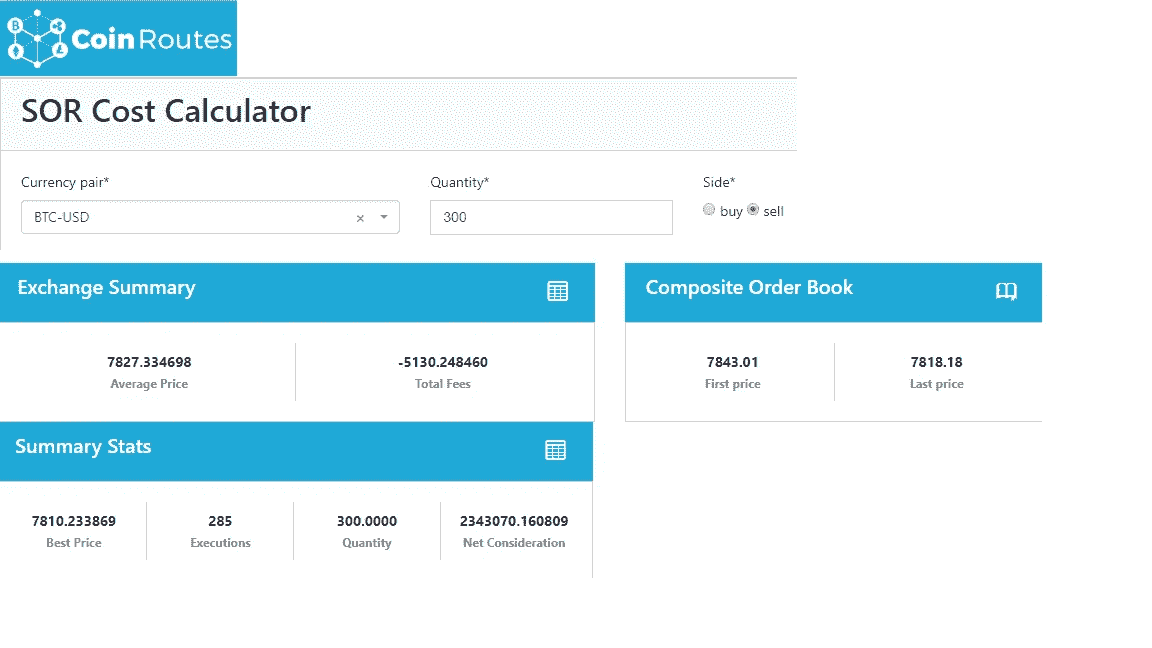 CoinRoutes
SOR Cost Calculator
Currency pair* Quantity* Side*
BTC-USD × 300 buy sell
Exchange Summary Composite Order Book
7827.334698 -5130.248460 7843.01 7818.18
Average Price Total Fees First price Last price
Summary Stats
7810.233869 285 300.0000 2343070.160809
Best Price Executions Quantity Net Consideration